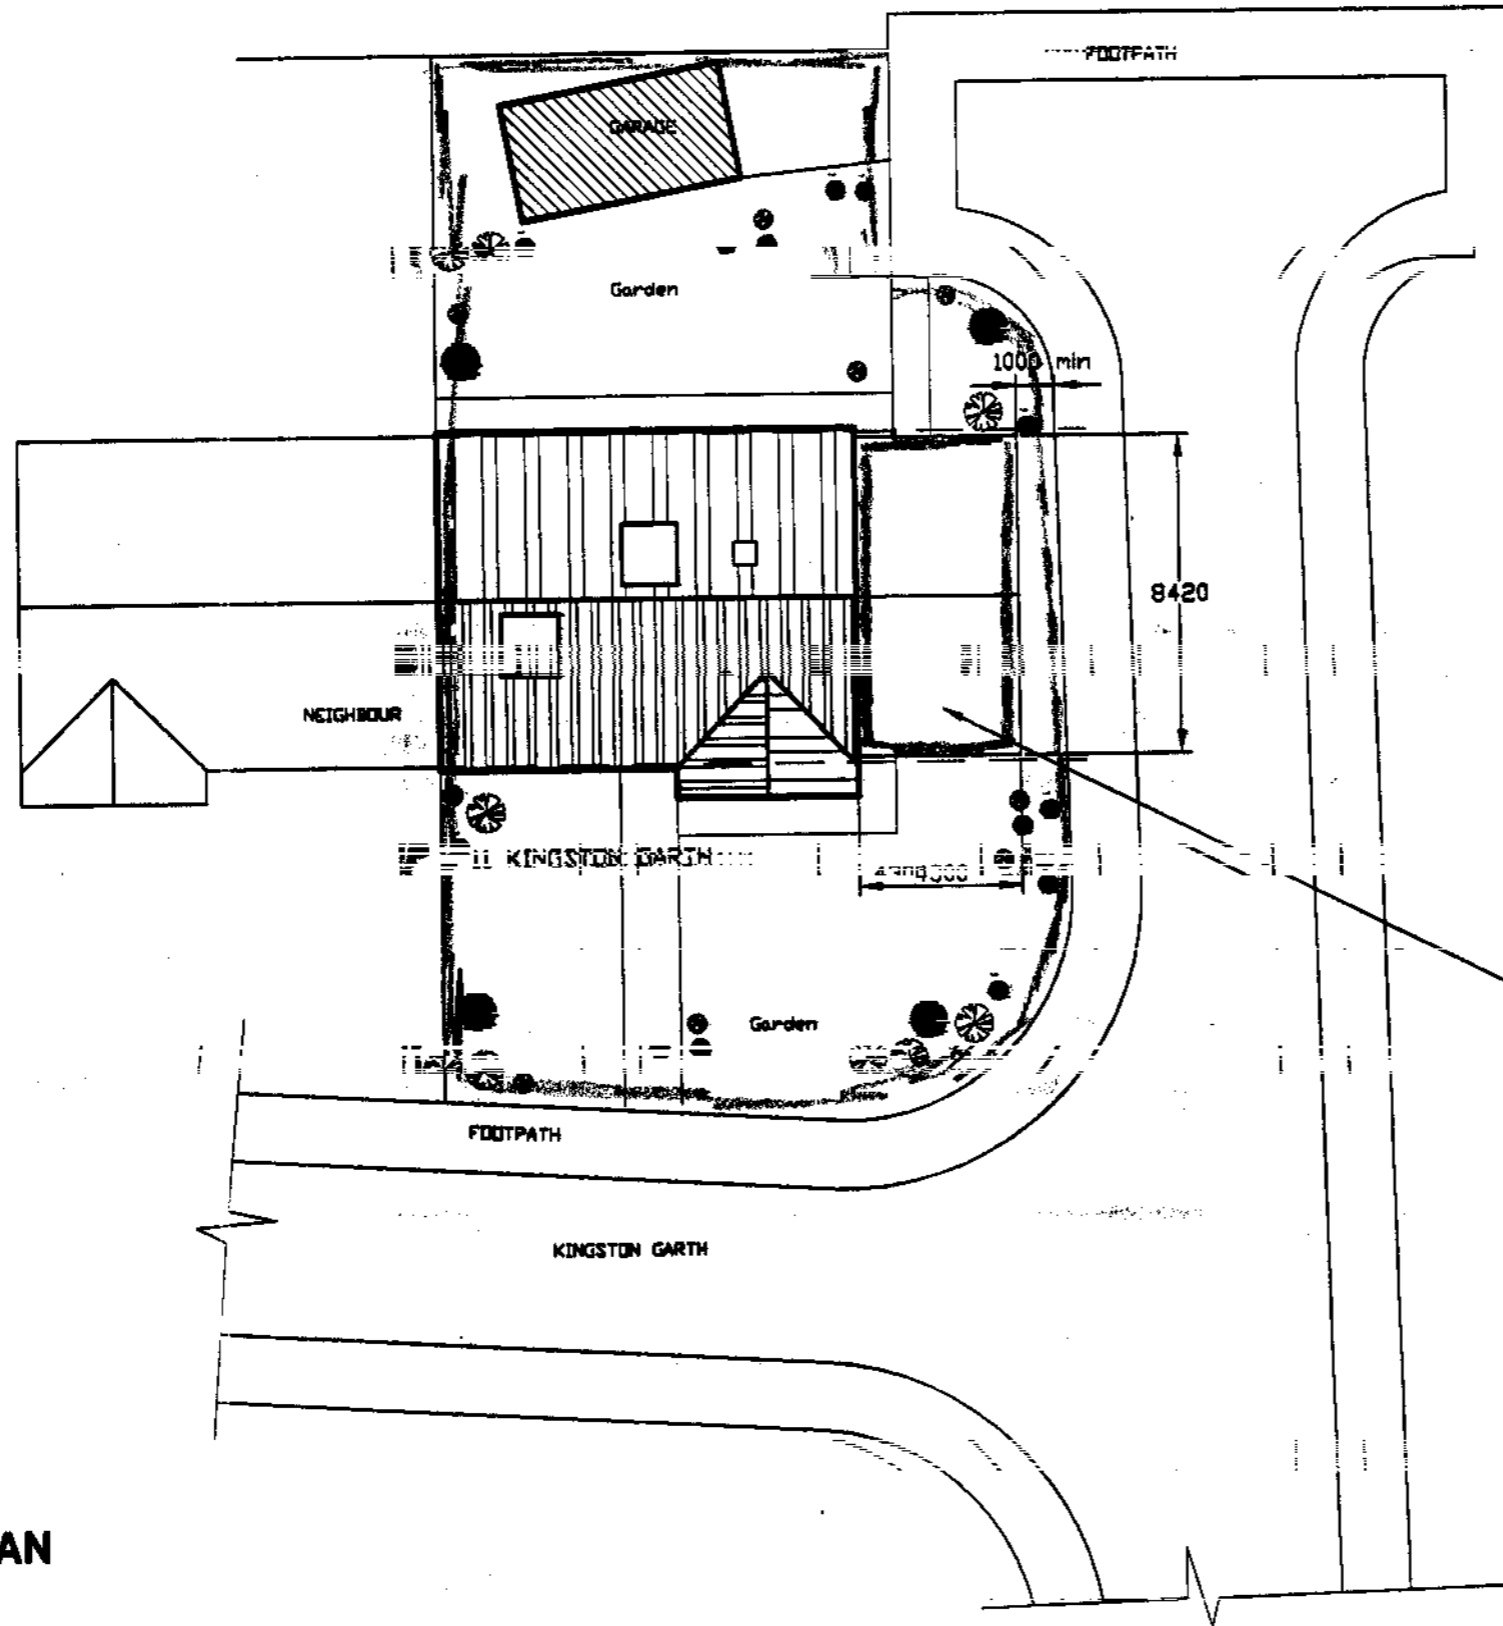 FOOTPATH
GARAGE
Garden
1000 min
8420
NEIGHBOUR
11 KINGSTON GARTH
Garden
FOOTPATH
KINGSTON GARTH
AN